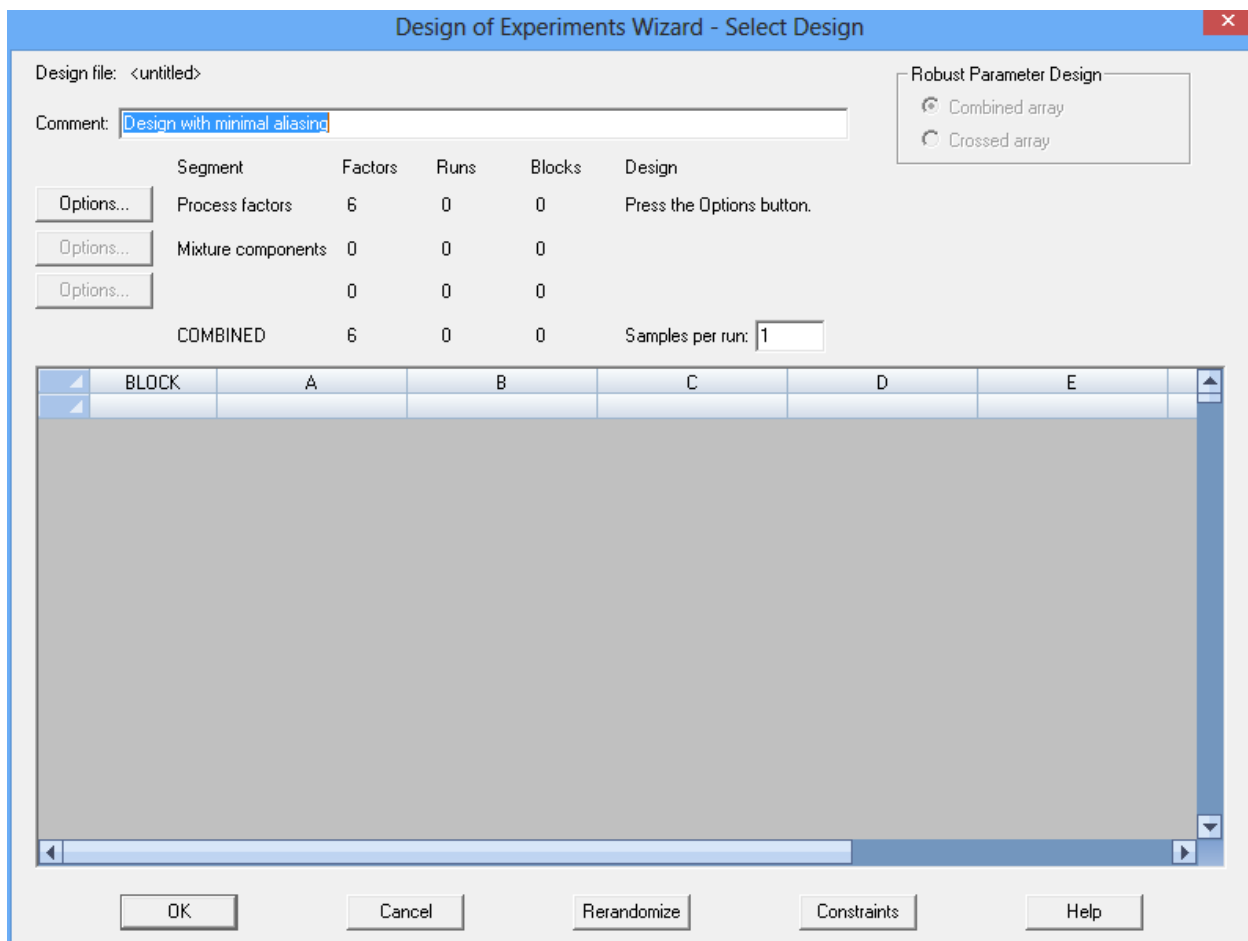 Design of Experiments Wizard - Select Design
Design file: <untitled>
Robust Parameter Design
Combined array
Crossed array
Comment: Design with minimal aliasing
Segment Factors Runs Blocks Design
Options... Process factors 6 0 0 Press the Options button.
Options... Mixture components 0 0 0
Options... 0 0 0
COMBINED 6 0 0 Samples per run: 1
BLOCK A B C D E
OK Cancel Rerandomize Constraints Help